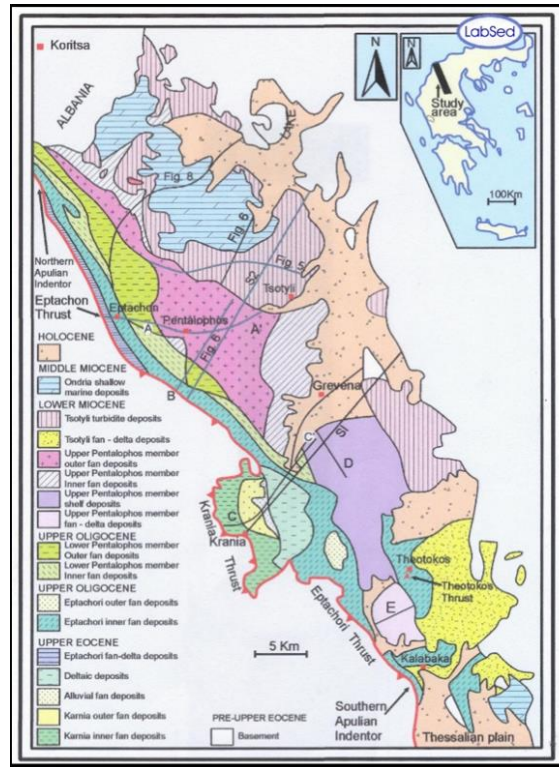 LabSed
Koritsa
N
N
ALBANIA
LAKE
Study
area
100Km
Fig. 8
Fig. 6
Fig. 5
S2
Northern
Apulian
Indentor
Tsotyli
Eptachon
Thrust
Eptachon
Pentalophos
A
A'
Fig. 6
B
Grevena
C'
S
D
C
Krania
Krania
Thrust
Theotokos
Theotokos
Thrust
Eptachori Thrust
E
5 Km
Kalabaka
Southern
Apulian
Indentor
Thessalian plain
HOLOCENE
MIDDLE MIOCENE
Ondria shallow
marine deposits
LOWER MIOCENE
Tsotyli turbidite deposits
Tsotyli fan - delta deposits
Upper Pentalophos member
outer fan deposits
Upper Pentalophos member
Inner fan deposits
Upper Pentalophos member
shelf deposits
Upper Pentalophos member
fan - delta deposits
UPPER OLIGOCENE
Lower Pentalophos member
Outer fan deposits
Lower Pentalophos member
Inner fan deposits
UPPER OLIGOCENE
Eptachori outer fan deposits
Eptachori inner fan deposits
UPPER EOCENE
Eptachori fan-delta deposits
Deltaic deposits
Alluvial fan deposits
Karnia outer fan deposits
Karnia inner fan deposits
PRE-UPPER EOCENE
Basement